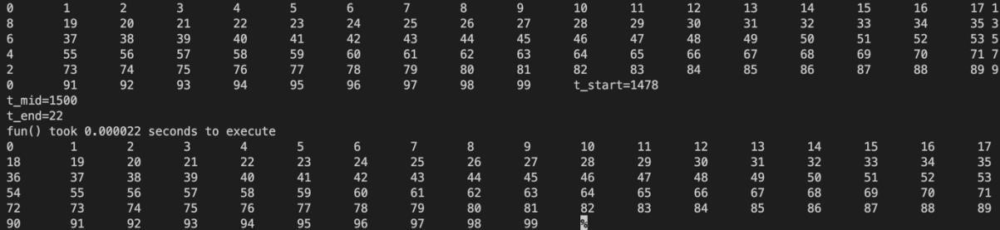 0 1 2 3 4 5 6 7 8 9 10 11 12 13 14 15 16 17 1
8 19 20 21 22 23 24 25 26 27 28 29 30 31 32 33 34 35 3
6 37 38 39 40 41 42 43 44 45 46 47 48 49 50 51 52 53 5
4 55 56 57 58 59 60 61 62 63 64 65 66 67 68 69 70 71 7
2 73 74 75 76 77 78 79 80 81 82 83 84 85 86 87 88 89 9
0 91 92 93 94 95 96 97 98 99 t_start=1478
t_mid=1500
t_end=22
fun() took 0.000022 seconds to execute
0 1 2 3 4 5 6 7 8 9 10 11 12 13 14 15 16 17
18 19 20 21 22 23 24 25 26 27 28 29 30 31 32 33 34 35
36 37 38 39 40 41 42 43 44 45 46 47 48 49 50 51 52 53
54 55 56 57 58 59 60 61 62 63 64 65 66 67 68 69 70 71
72 73 74 75 76 77 78 79 80 81 82 83 84 85 86 87 88 89
90 91 92 93 94 95 96 97 98 99 %